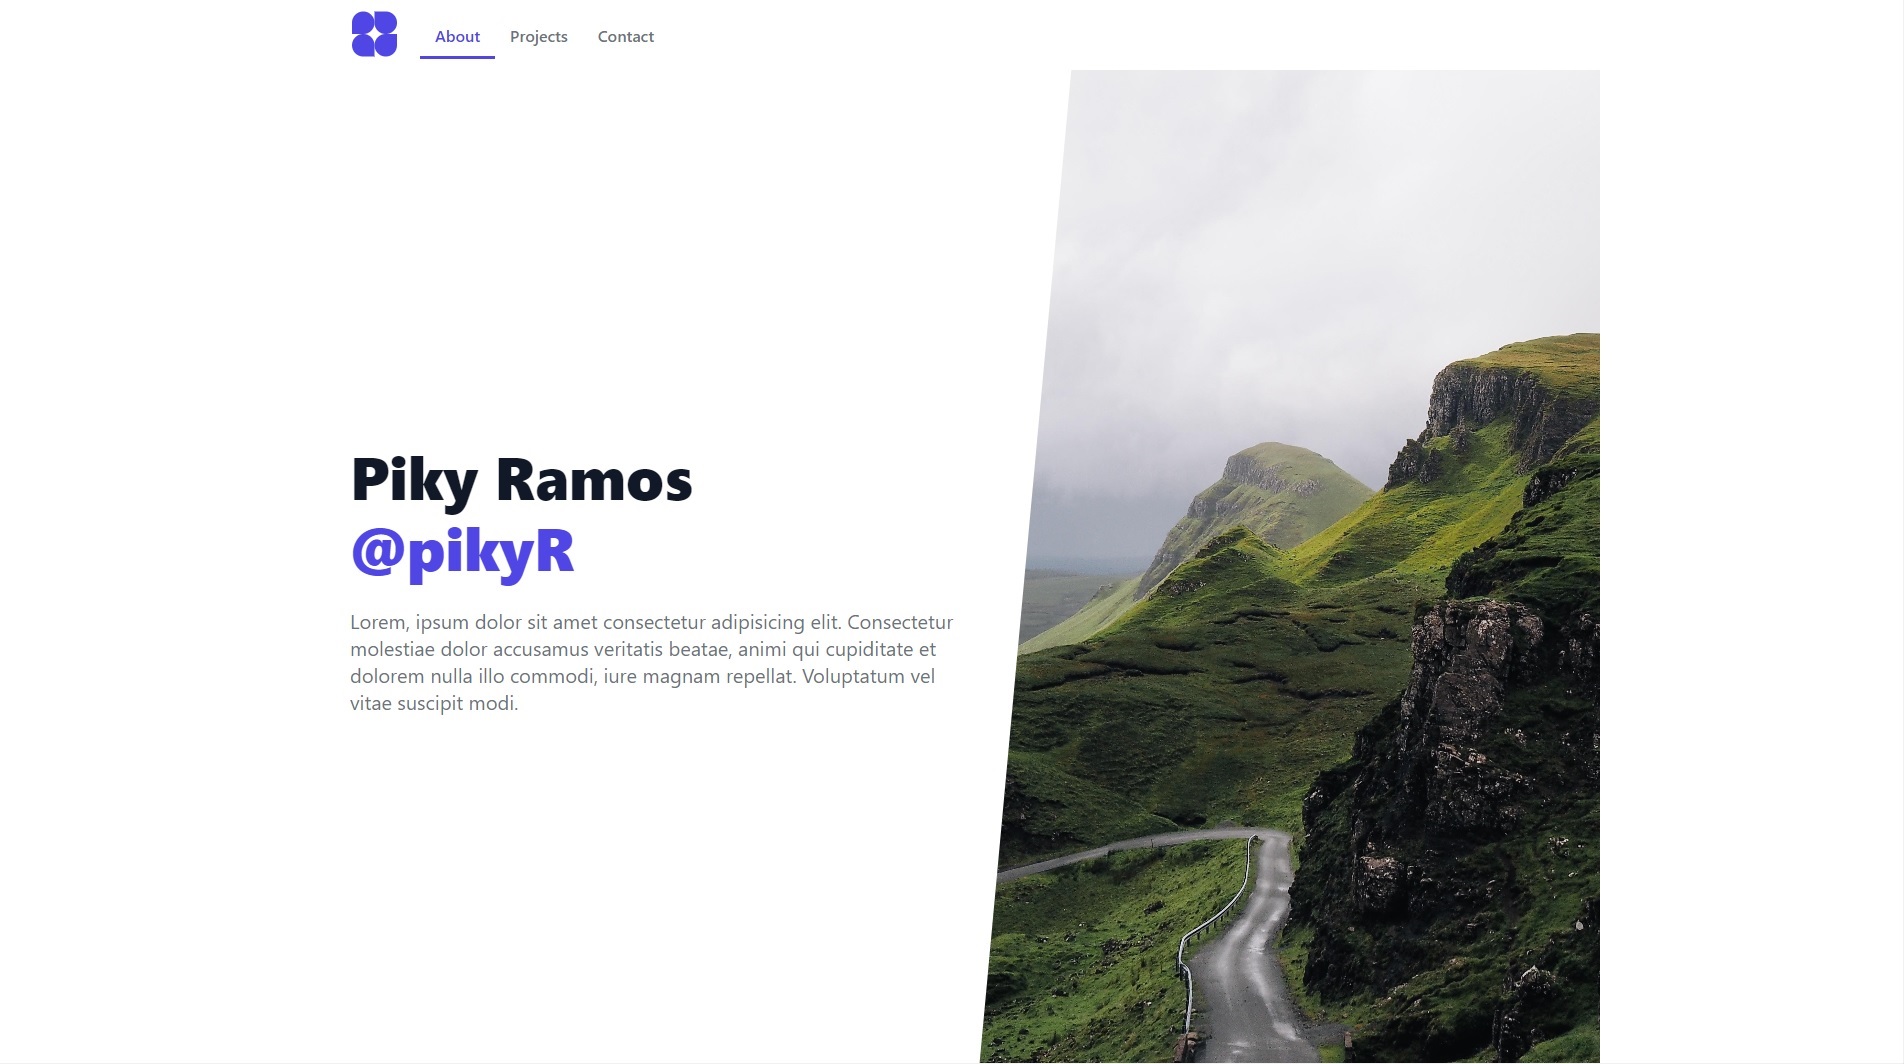 About Projects Contact
Piky Ramos
@pikyR
Lorem, ipsum dolor sit amet consectetur adipisicing elit. Consectetur
molestiae dolor accusamus veritatis beatae, animi qui cupiditate et
dolorem nulla illo commodi, iure magnam repellat. Voluptatum vel
vitae suscipit modi.